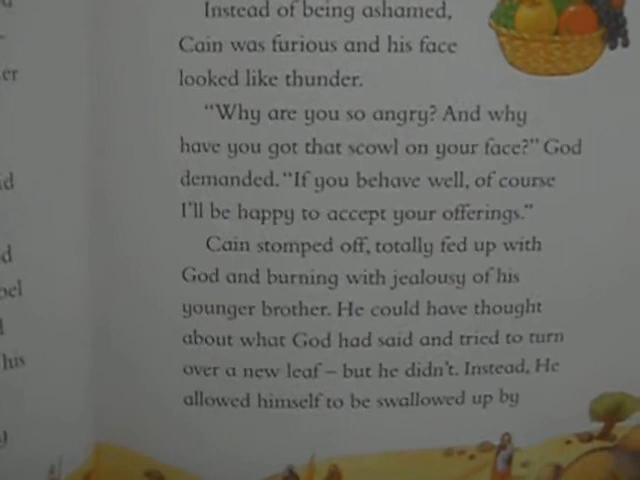 Instead of being ashamed,
Cain was furious and his face
looked like thunder.
"Why are you so angry? And why
have you got that scowl on your face?" God
demanded. "If you behave well, of course
I'll be happy to accept your offerings."
Cain stomped off, totally fed up with
God and burning with jealousy of his
younger brother. He could have thought
about what God had said and tried to turn
over a new leaf – but he didn't. Instead, He
allowed himself to be swallowed up by
his